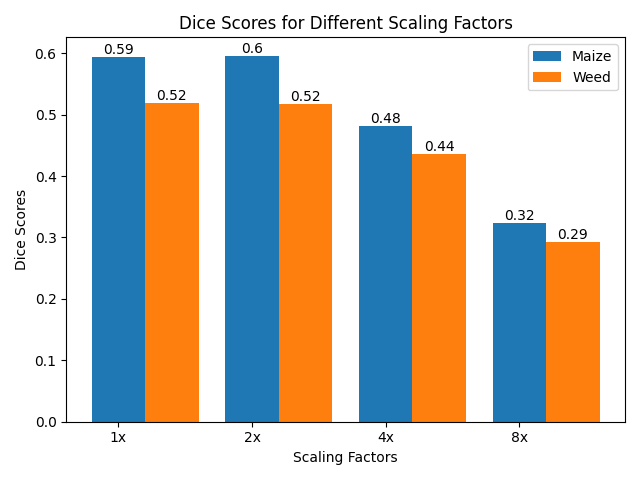 Dice Scores for Different Scaling Factors
Maize
Weed
0.59
0.52
0.6
0.52
0.48
0.44
0.32
0.29
0.6
0.5
0.4
0.3
0.2
0.1
0.0
Dice Scores
1x
2x
4x
8x
Scaling Factors